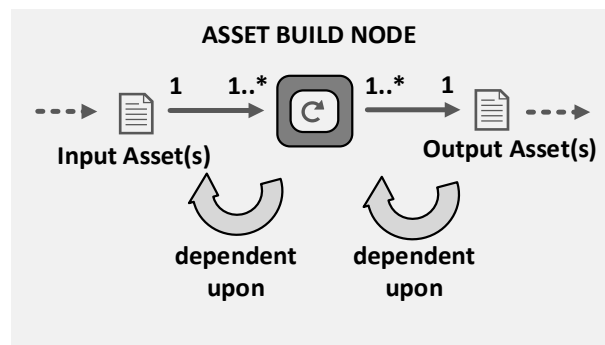 ASSET BUILD NODE
1 1..* 1..* 1
Input Asset(s) Output Asset(s)
dependent dependent
upon upon